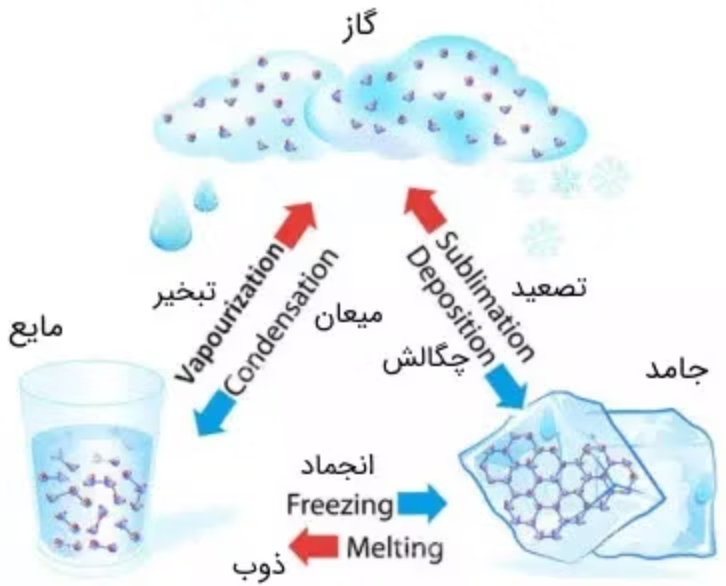 گاز
تبخیر
Vapourization
Condensation
میعان
Sublimation
Deposition
تصعید
چگالش
مایع
جامد
انجماد
Freezing
Melting
ذوب